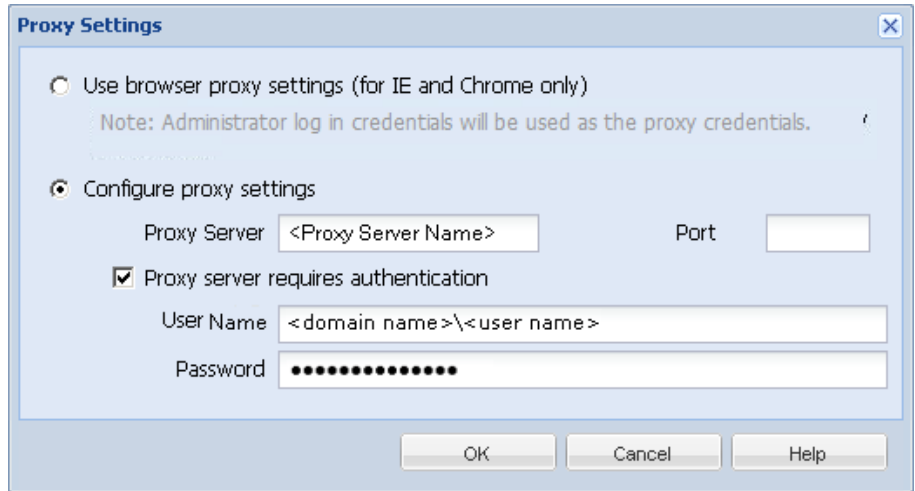 Proxy Settings
Use browser proxy settings (for IE and Chrome only)
Note: Administrator log in credentials will be used as the proxy credentials.
Configure proxy settings
Proxy Server <Proxy Server Name> Port
Proxy server requires authentication
User Name <domain name>\<user name>
Password ●●●●●●●●●●●●●●
OK Cancel Help